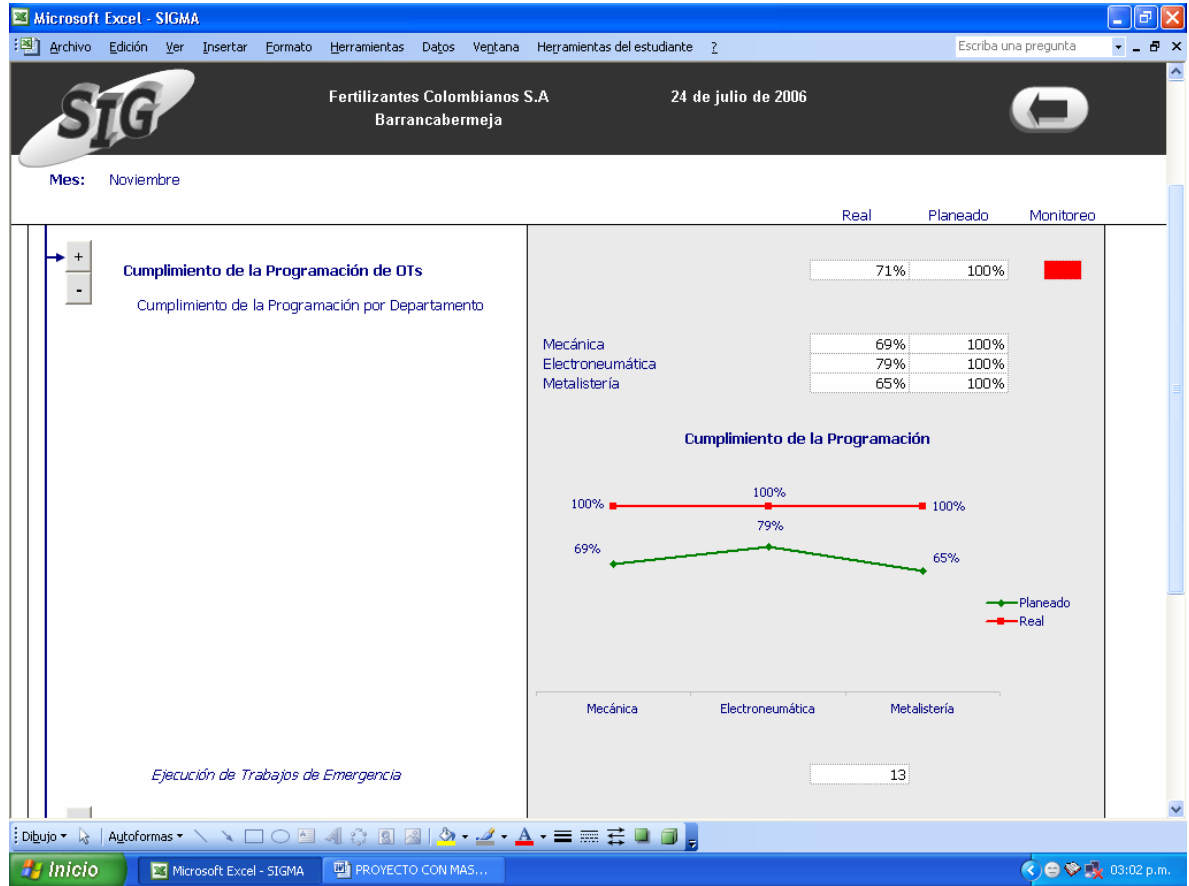 Microsoft Excel - SIGMA
Archivo Edición Ver Insertar Formato Herramientas Datos Ventana Herramientas del estudiante ? Escriba una pregunta
SIG
Fertilizantes Colombianos S.A 24 de julio de 2006
Barrancabermeja
Mes: Noviembre
Real Planeado Monitoreo
+
Cumplimiento de la Programación de OTs 71% 100%
-
Cumplimiento de la Programación por Departamento
Mecánica 69% 100%
Electroneumática 79% 100%
Metalistería 65% 100%
Cumplimiento de la Programación
100% 100% 100%
69% 79% 65%
Planeado
Real
Mecánica Electroneumática Metalistería
Ejecución de Trabajos de Emergencia 13
Dibujo Autoformas
Inicio Microsoft Excel - SIGMA PROYECTO CON MAS... 03:02 p.m.